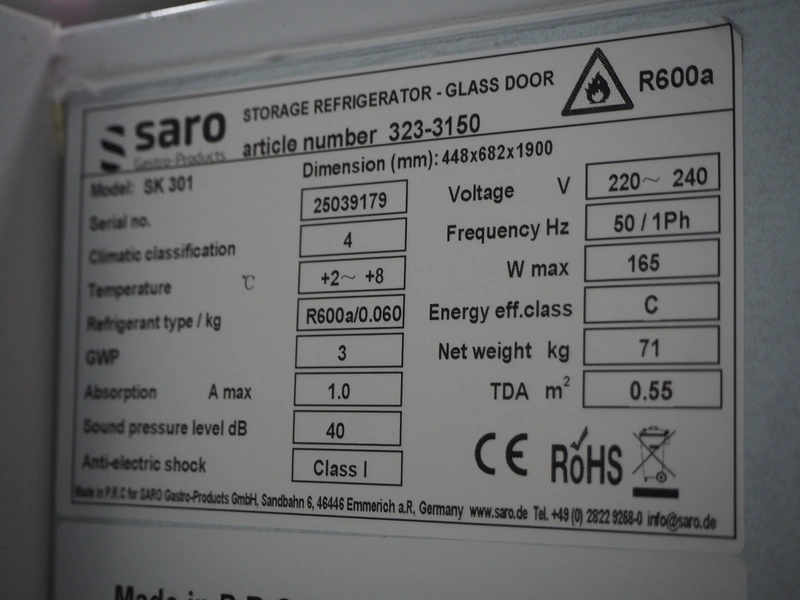 saro
Gastro-Products
STORAGE REFRIGERATOR - GLASS DOOR
article number 323-3150
R600a
Model: SK 301
Dimension (mm): 448x682x1900
Serial no. 25039179
Climatic classification 4
Temperature ℃ +2~ +8
Refrigerant type / kg R600a/0.060
GWP 3
Absorption A max 1.0
Sound pressure level dB 40
Anti-electric shock Class I
Voltage V 220~ 240
Frequency Hz 50 / 1Ph
W max 165
Energy eff.class C
Net weight kg 71
TDA m² 0.55
CE RoHS
Made in P.R.C for SARO Gastro-Products GmbH, Sandbahn 6, 46446 Emmerich a.R, Germany www.saro.de Tel. +49 (0) 2822 9268-0 info@saro.de
Made in P.R.C